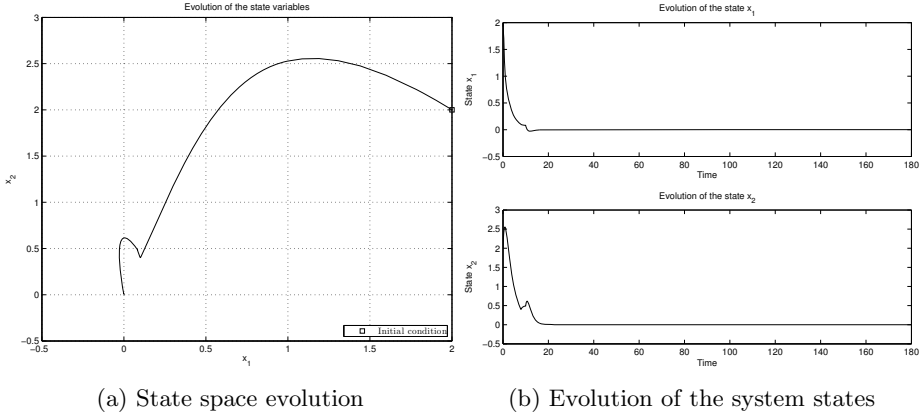 Evolution of the state variables
3
2.5
2
1.5
1
0.5
0
−0.5
x2
−0.5 0 0.5 1 1.5 2
x1
Initial condition
(a) State space evolution
Evolution of the state x1
2
1.5
1
0.5
0
−0.5
State x1
0 20 40 60 80 100 120 140 160 180
Time
Evolution of the state x2
3
2.5
2
1.5
1
0.5
0
−0.5
State x2
0 20 40 60 80 100 120 140 160 180
Time
(b) Evolution of the system states